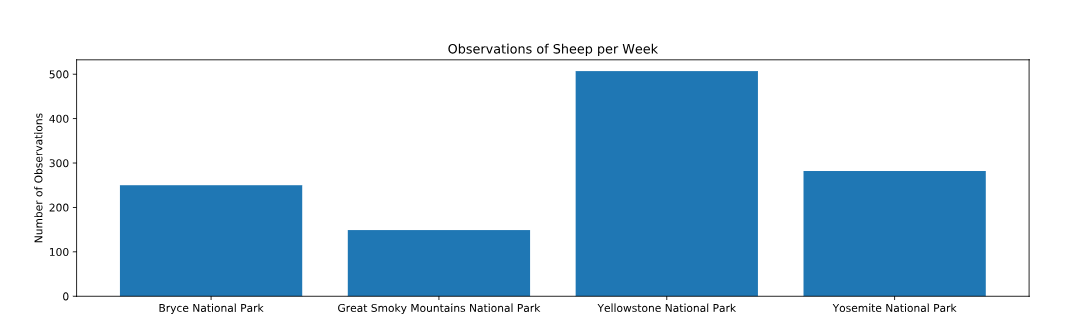 Observations of Sheep per Week
Number of Observations
500
400
300
200
100
0
Bryce National Park
Great Smoky Mountains National Park
Yellowstone National Park
Yosemite National Park